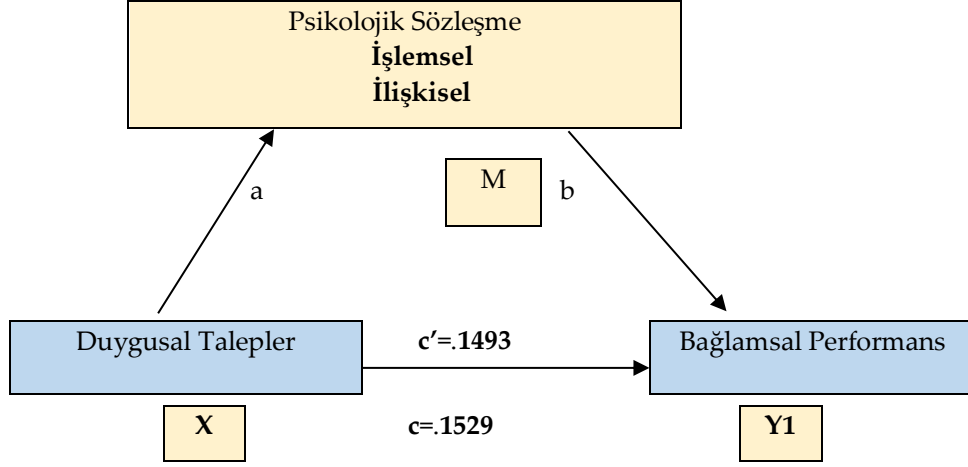 Psikolojik Sözleşme
İşlemsel
İlişkisel
M
a
b
Duygusal Talepler
c’=.1493
Bağlamsal Performans
X
c=.1529
Y1